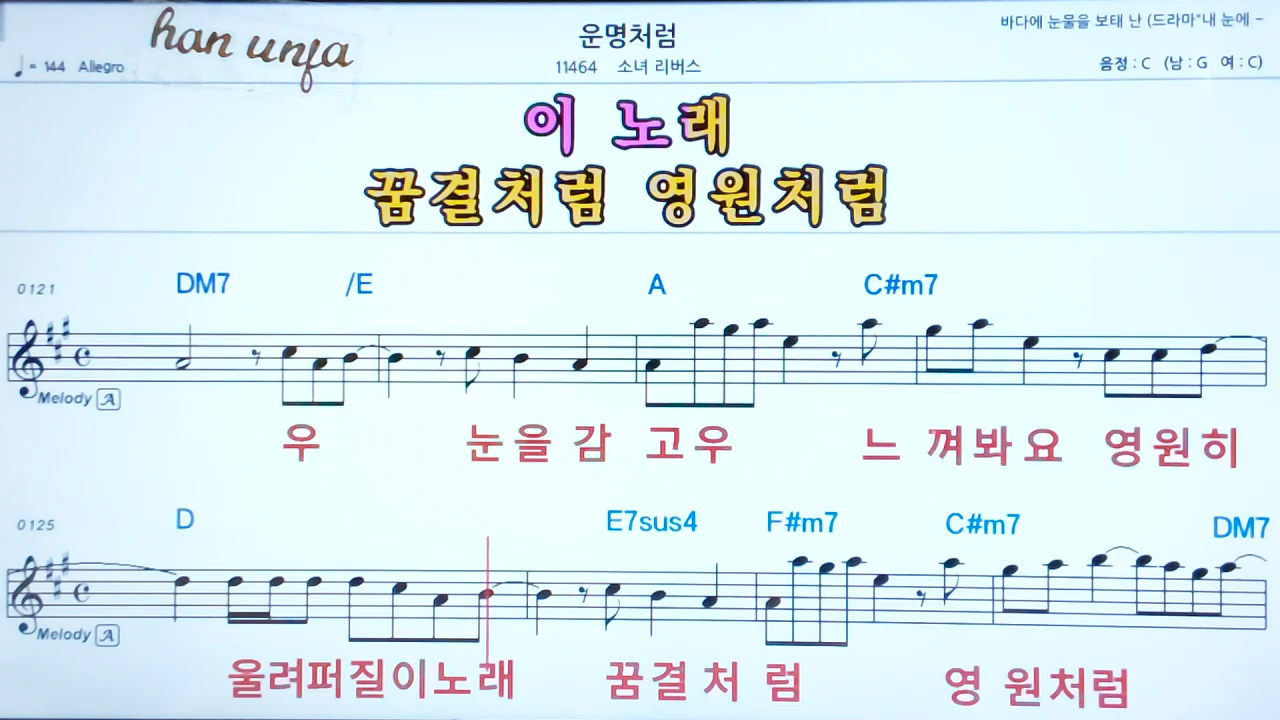 han unfa
운명처럼
바다에 눈물을 보태 난 (드라마"내 눈에 ~
♩= 144 Allegro
11464 소녀 리버스
음정 : C (남 : G 여 : C)
이 노래
꿈결처럼 영원처럼
0121 DM7 /E A C#m7
Melody A
우 눈을 감 고우 느 껴봐요 영원히
0125 D E7sus4 F#m7 C#m7 DM7
Melody A
울려퍼질이노래 꿈결처 럼 영 원처럼